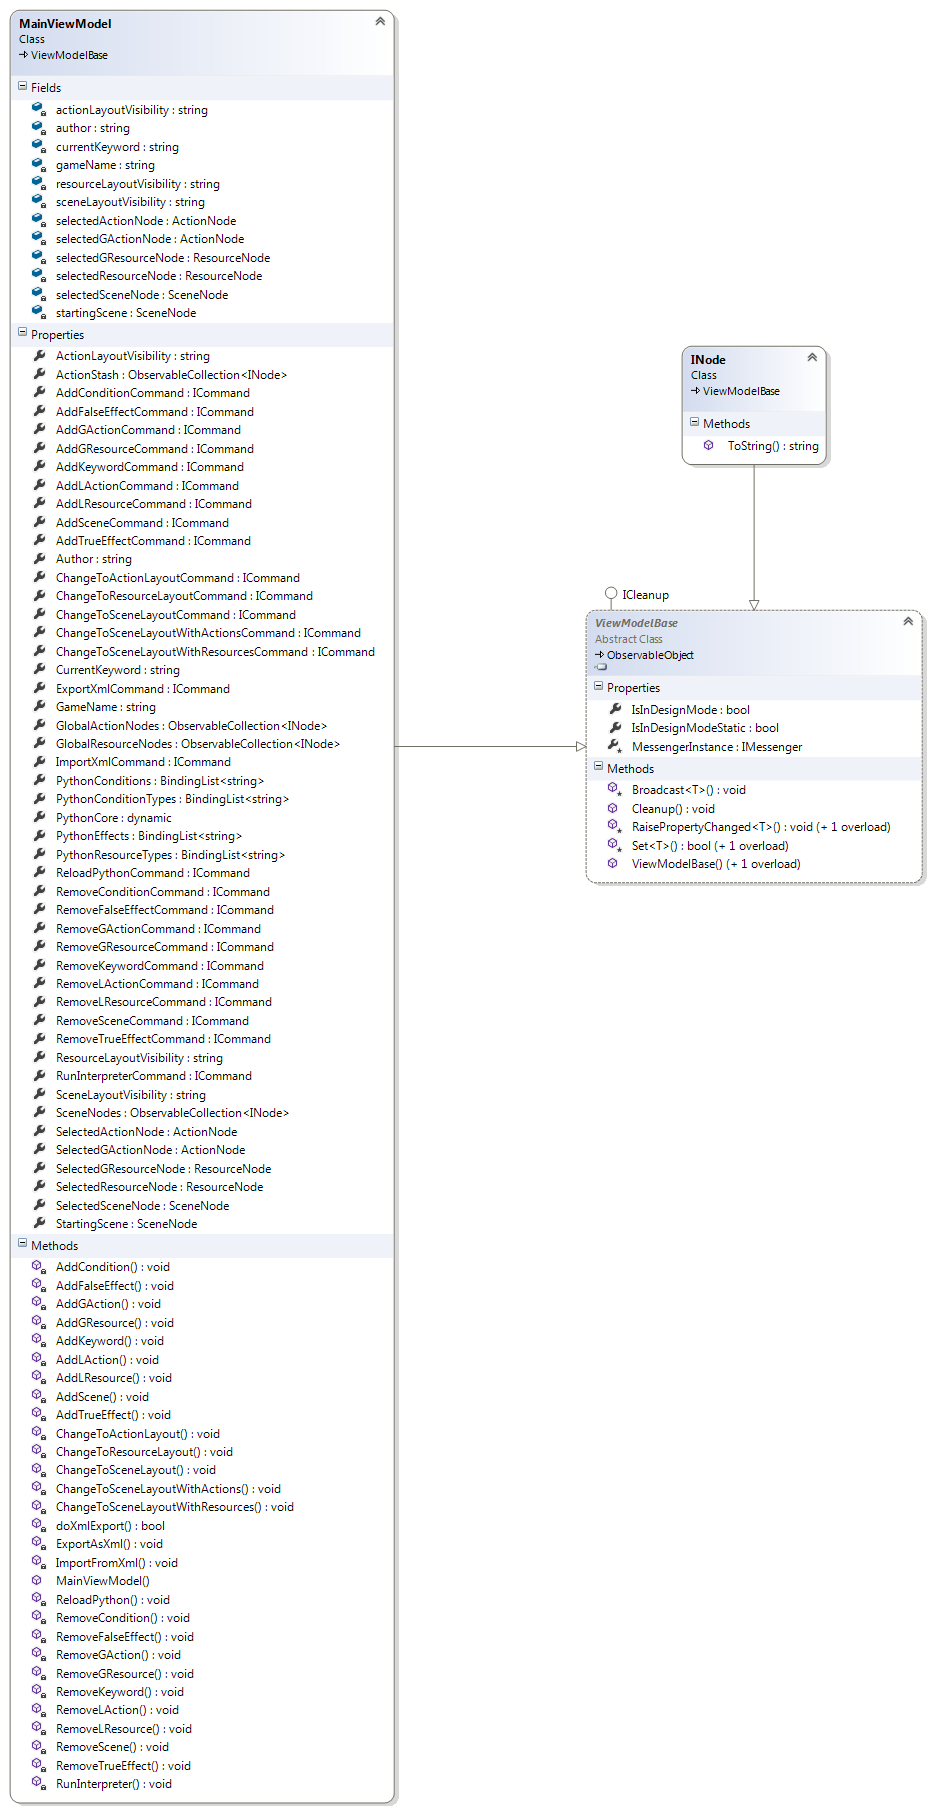 MainViewModel
Class
ViewModelBase
Fields
actionLayoutVisibility : string
author : string
currentKeyword : string
gameName : string
resourceLayoutVisibility : string
sceneLayoutVisibility : string
selectedActionNode : ActionNode
selectedGActionNode : ActionNode
selectedGResourceNode : ResourceNode
selectedResourceNode : ResourceNode
selectedSceneNode : SceneNode
startingScene : SceneNode
Properties
ActionLayoutVisibility : string
ActionStash : ObservableCollection<INode>
AddConditionCommand : ICommand
AddFalseEffectCommand : ICommand
AddGActionCommand : ICommand
AddGResourceCommand : ICommand
AddKeywordCommand : ICommand
AddLActionCommand : ICommand
AddLResourceCommand : ICommand
AddSceneCommand : ICommand
AddTrueEffectCommand : ICommand
Author : string
ChangeToActionLayoutCommand : ICommand
ChangeToResourceLayoutCommand : ICommand
ChangeToSceneLayoutCommand : ICommand
ChangeToSceneLayoutWithActionsCommand : ICommand
ChangeToSceneLayoutWithResourcesCommand : ICommand
CurrentKeyword : string
ExportXmlCommand : ICommand
GameName : string
GlobalActionNodes : ObservableCollection<INode>
GlobalResourceNodes : ObservableCollection<INode>
ImportXmlCommand : ICommand
PythonConditions : BindingList<string>
PythonConditionTypes : BindingList<string>
PythonCore : dynamic
PythonEffects : BindingList<string>
PythonResourceTypes : BindingList<string>
ReloadPythonCommand : ICommand
RemoveConditionCommand : ICommand
RemoveFalseEffectCommand : ICommand
RemoveGActionCommand : ICommand
RemoveGResourceCommand : ICommand
RemoveKeywordCommand : ICommand
RemoveLActionCommand : ICommand
RemoveLResourceCommand : ICommand
RemoveSceneCommand : ICommand
RemoveTrueEffectCommand : ICommand
ResourceLayoutVisibility : string
RunInterpreterCommand : ICommand
SceneLayoutVisibility : string
SceneNodes : ObservableCollection<INode>
SelectedActionNode : ActionNode
SelectedGActionNode : ActionNode
SelectedGResourceNode : ResourceNode
SelectedResourceNode : ResourceNode
SelectedSceneNode : SceneNode
StartingScene : SceneNode
Methods
AddCondition() : void
AddFalseEffect() : void
AddGAction() : void
AddGResource() : void
AddKeyword() : void
AddLAction() : void
AddLResource() : void
AddScene() : void
AddTrueEffect() : void
ChangeToActionLayout() : void
ChangeToResourceLayout() : void
ChangeToSceneLayout() : void
ChangeToSceneLayoutWithActions() : void
ChangeToSceneLayoutWithResources() : void
doXmlExport() : bool
ExportAsXml() : void
ImportFromXml() : void
MainViewModel()
ReloadPython() : void
RemoveCondition() : void
RemoveFalseEffect() : void
RemoveGAction() : void
RemoveGResource() : void
RemoveKeyword() : void
RemoveLAction() : void
RemoveLResource() : void
RemoveScene() : void
RemoveTrueEffect() : void
RunInterpreter() : void
INode
Class
ViewModelBase
Methods
ToString() : string
ICleanup
ViewModelBase
Abstract Class
ObservableObject
Properties
IsInDesignMode : bool
IsInDesignModeStatic : bool
MessengerInstance : IMessenger
Methods
Broadcast<T>() : void
Cleanup() : void
RaisePropertyChanged<T>() : void (+ 1 overload)
Set<T>() : bool (+ 1 overload)
ViewModelBase() (+ 1 overload)